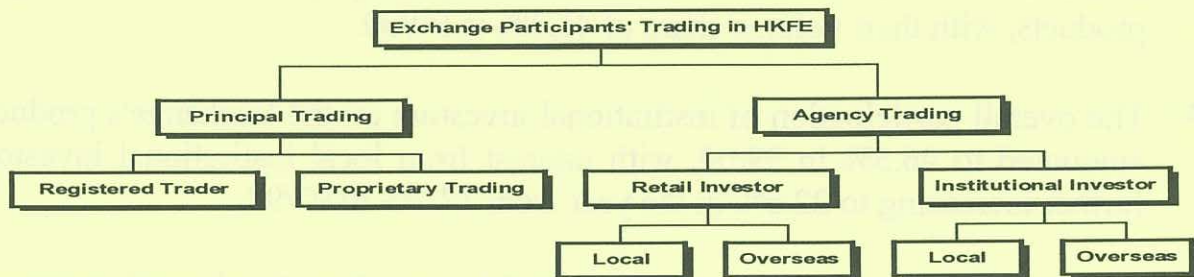 Exchange Participants' Trading in HKFE
Principal Trading
Agency Trading
Registered Trader
Proprietary Trading
Retail Investor
Institutional Investor
Local
Overseas
Local
Overseas